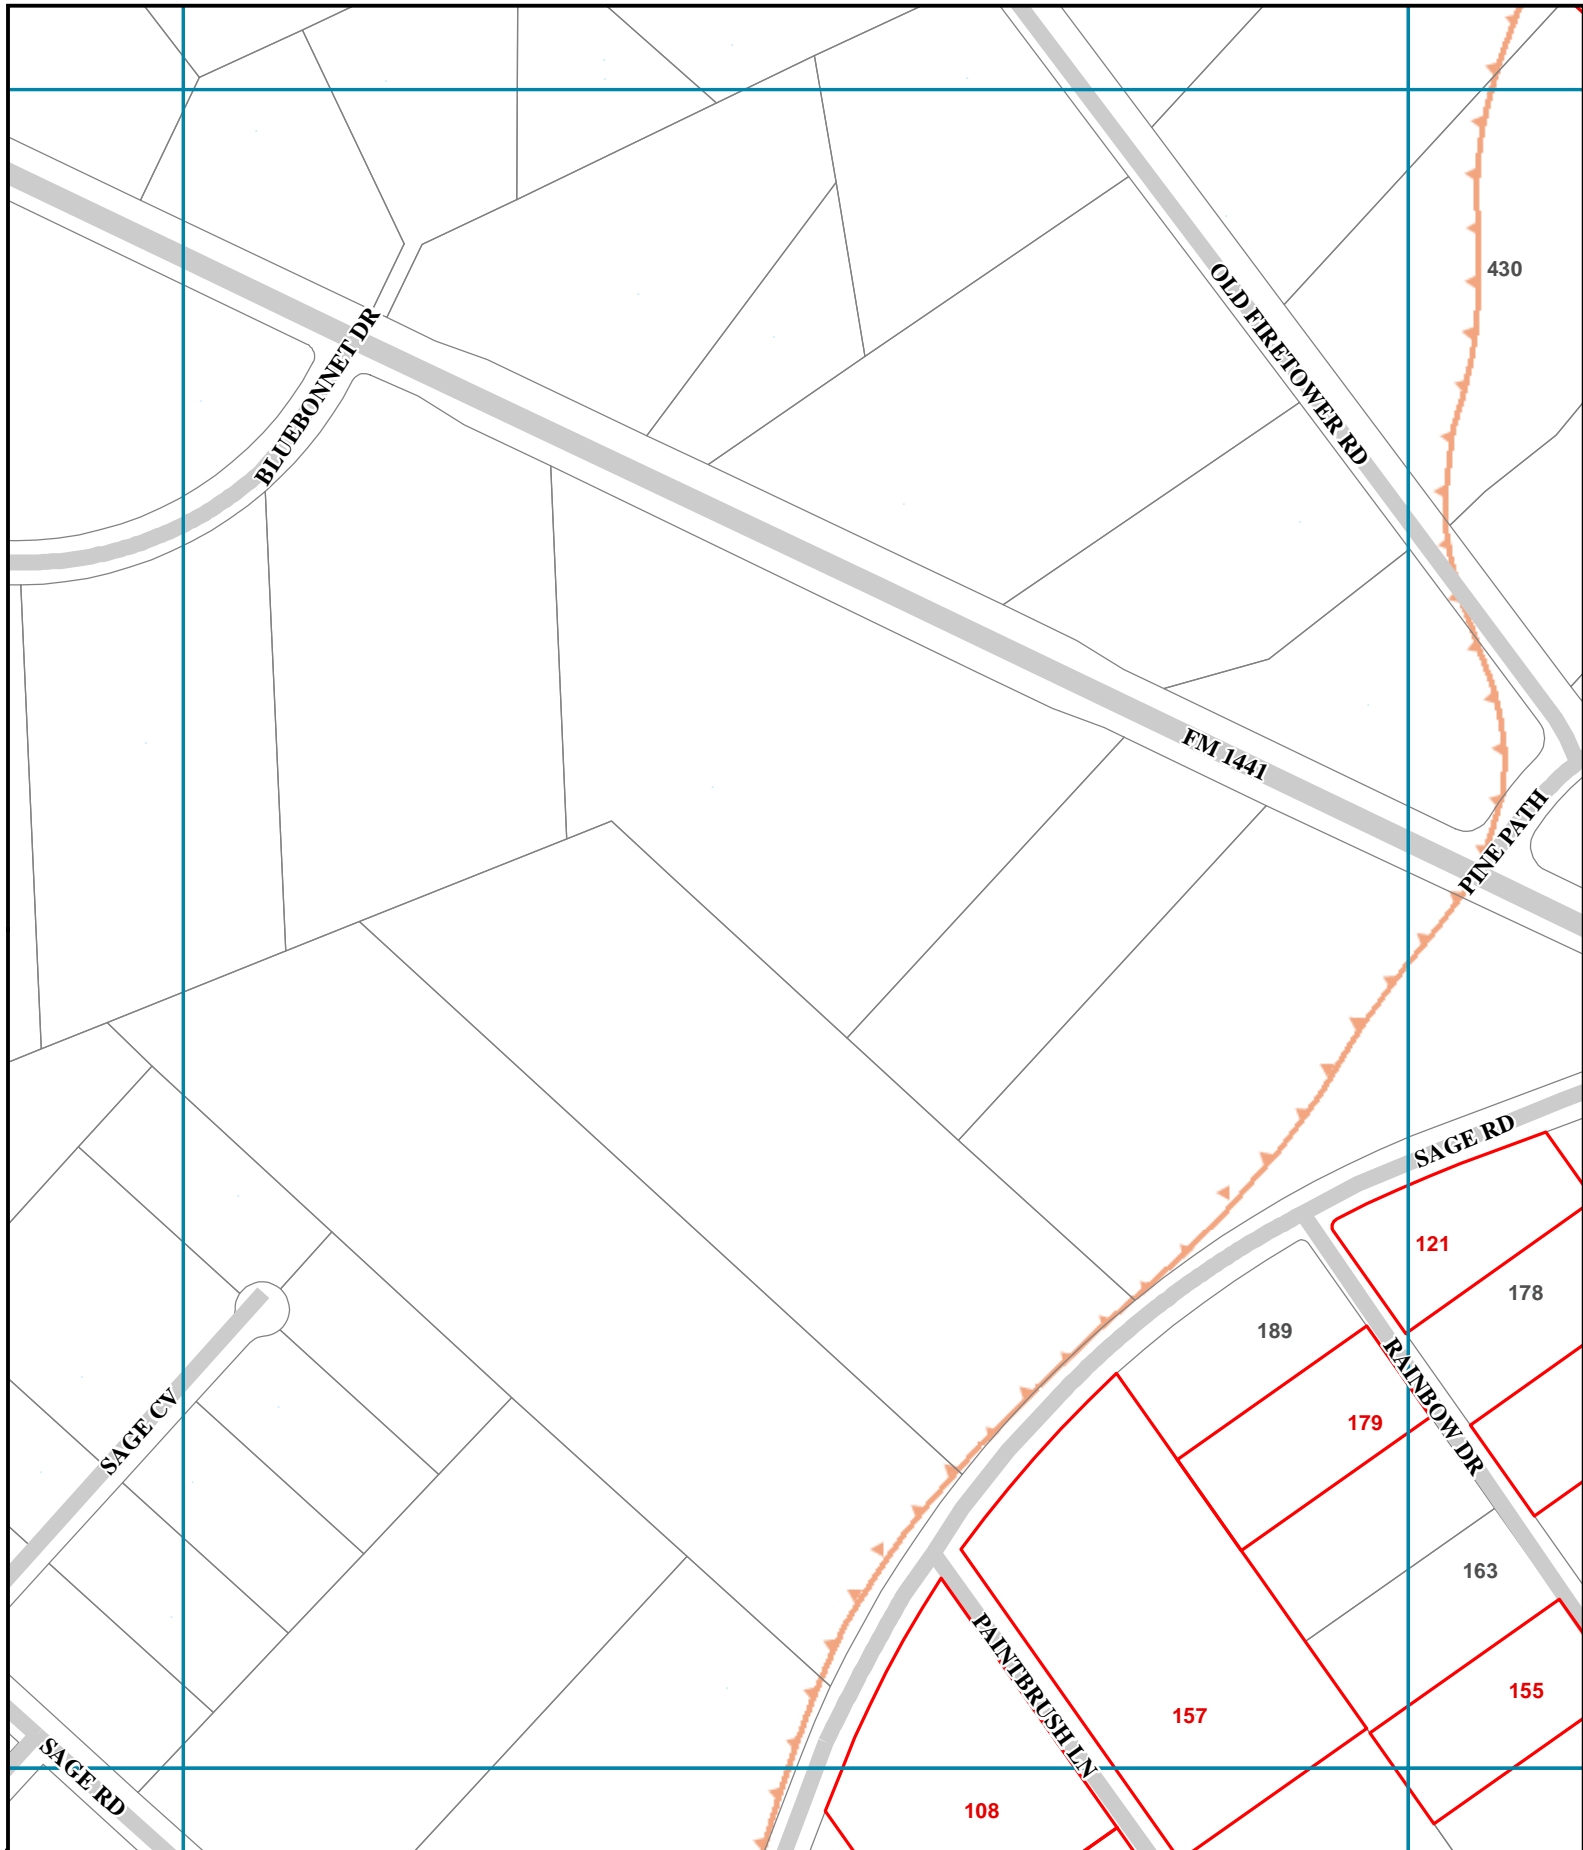 430
OLD FIRETOWER RD
BLUEBONNET DR
FM 1441
PINE PATH
SAGE RD
121
178
189
RAINBOW DR
179
SAGE CV
163
PAINTBRUSH LN
155
157
SAGE RD
108